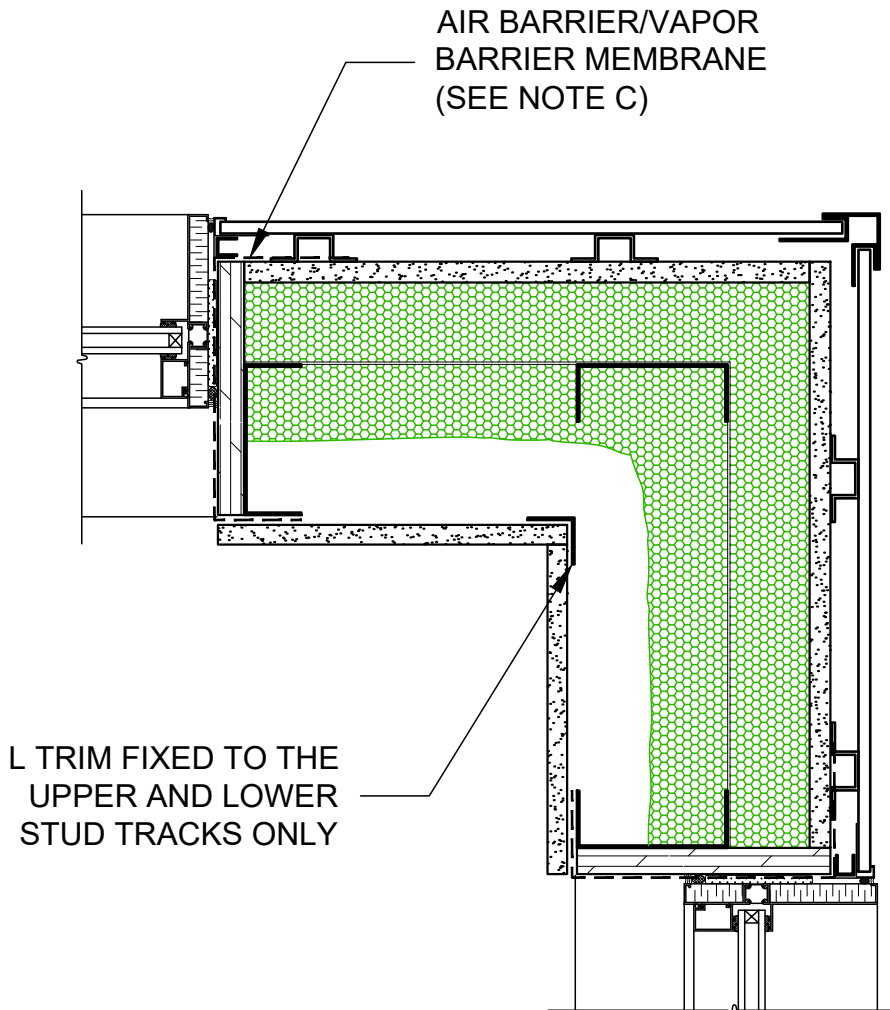 AIR BARRIER/VAPOR
BARRIER MEMBRANE
(SEE NOTE C)
L TRIM FIXED TO THE
UPPER AND LOWER
STUD TRACKS ONLY